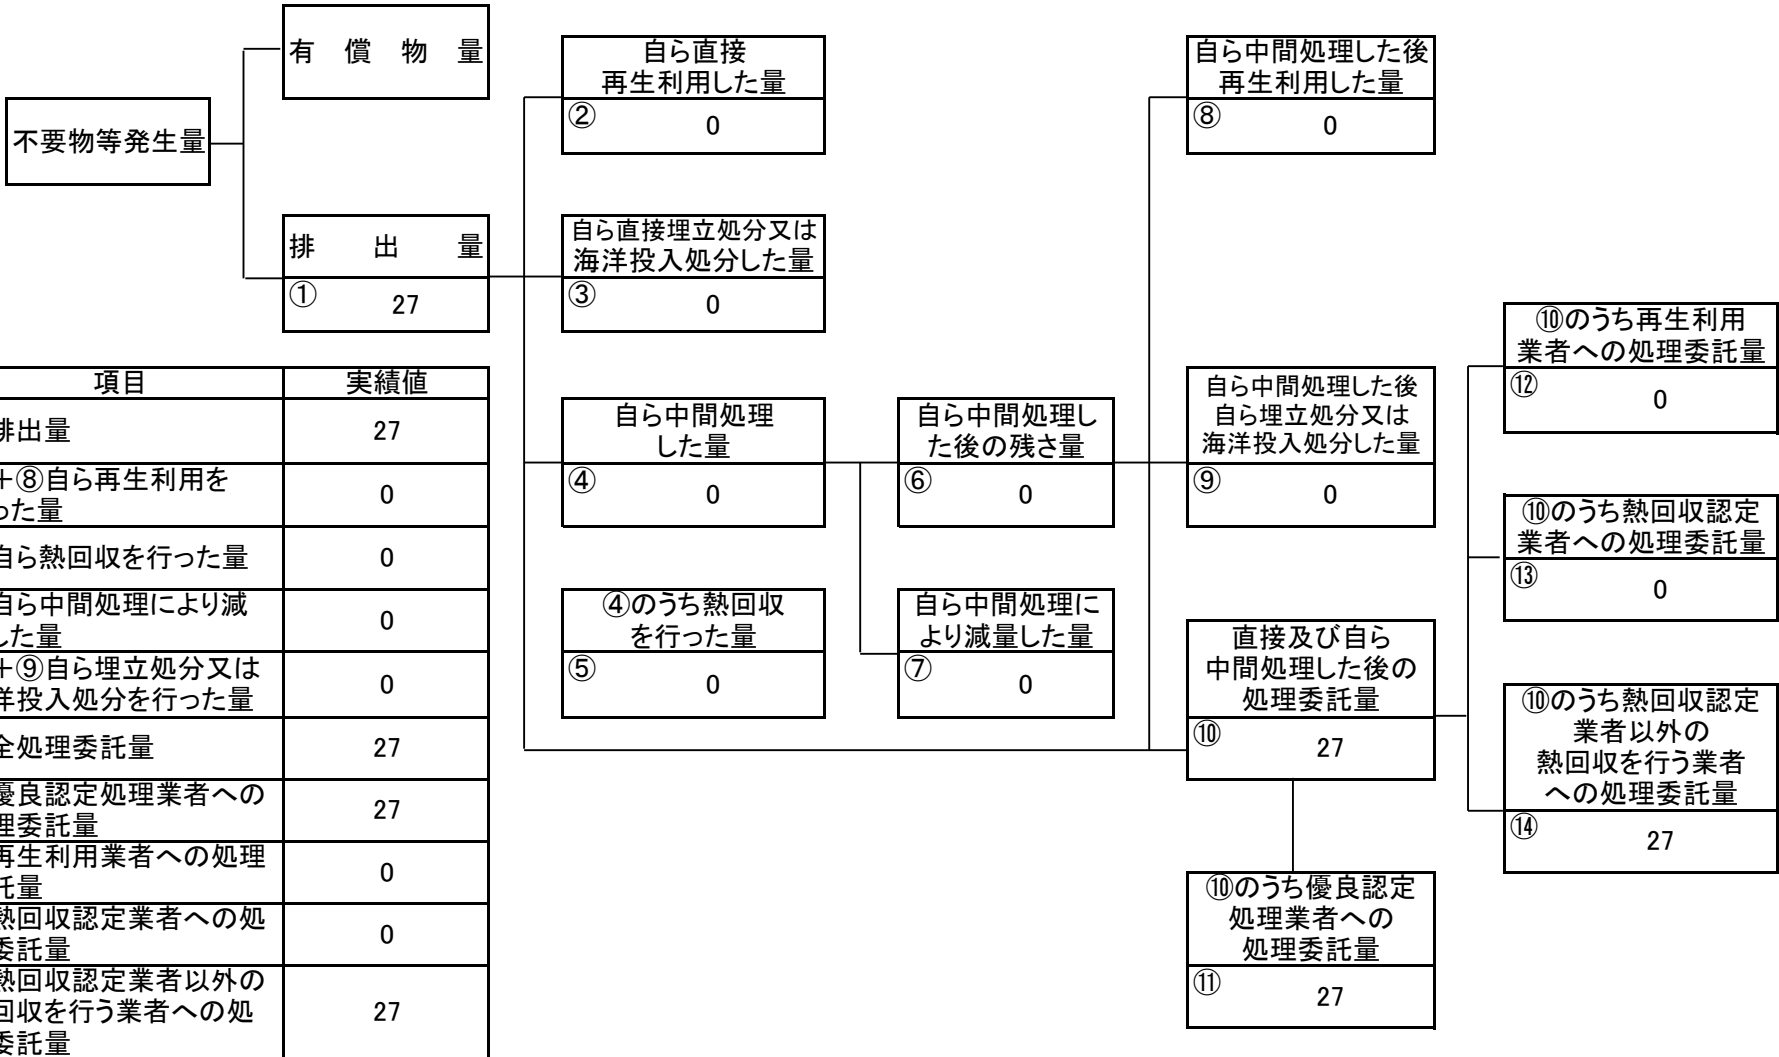 有償物量
不要物等発生量
排出量
① 27
自ら直接
再生利用した量
② 0
自ら直接埋立処分又は
海洋投入処分した量
③ 0
自ら中間処理
した量
④ 0
④のうち熱回収
を行った量
⑤ 0
自ら中間処理し
た後の残さ量
⑥ 0
自ら中間処理に
より減量した量
⑦ 0
自ら中間処理した後
再生利用した量
⑧ 0
自ら中間処理した後
自ら埋立処分又は
海洋投入処分した量
⑨ 0
直接及び自ら
中間処理した後の
処理委託量
⑩ 27
⑩のうち優良認定
処理業者への
処理委託量
⑪ 27
⑩のうち再生利用
業者への処理委託量
⑫ 0
⑩のうち熱回収認定
業者への処理委託量
⑬ 0
⑩のうち熱回収認定
業者以外の
熱回収を行う業者
への処理委託量
⑭ 27
項目 実績値
排出量 27
+⑧自ら再生利用を
った量 0
自ら熱回収を行った量 0
自ら中間処理により減
した量 0
+⑨自ら埋立処分又は
洋投入処分を行った量 0
全処理委託量 27
優良認定処理業者への
理委託量 27
再生利用業者への処理
託量 0
熱回収認定業者への処
委託量 0
熱回収認定業者以外の
回収を行う業者への処
委託量 27